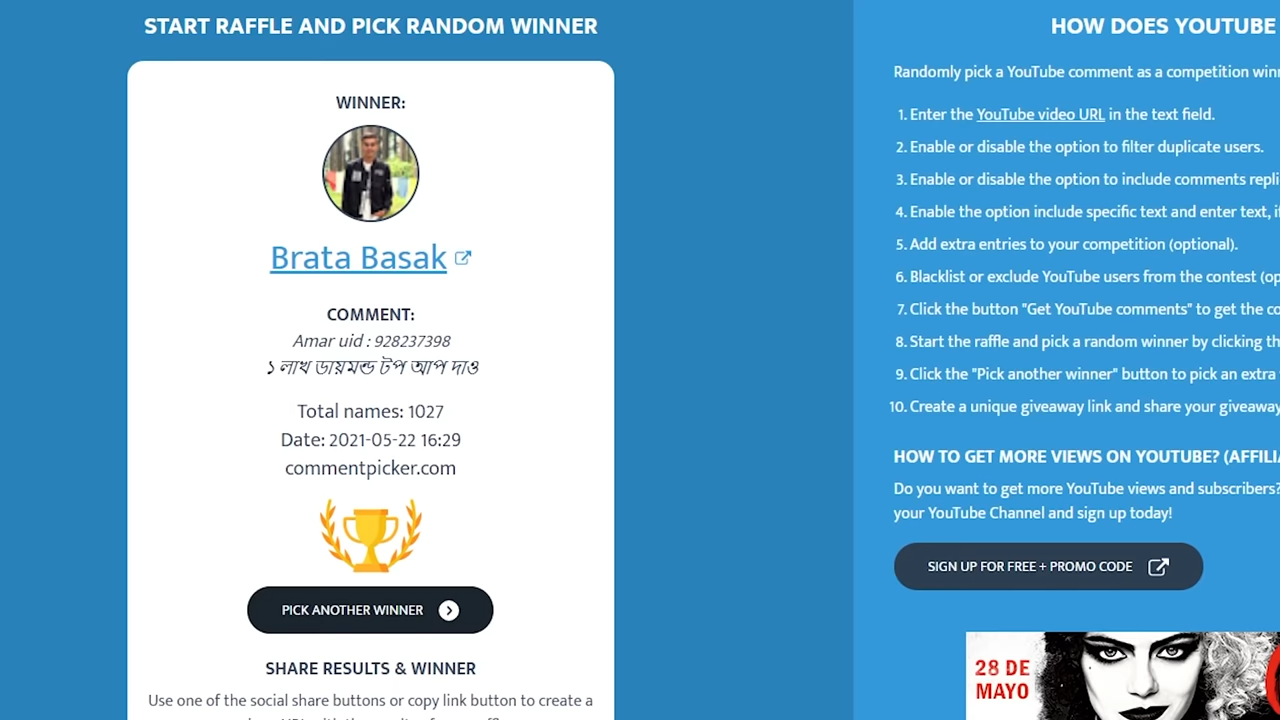 START RAFFLE AND PICK RANDOM WINNER
WINNER:
Brata Basak
COMMENT:
Amar uid : 928237398
১ লাখ ডায়মন্ড টপ আপ দাও
Total names: 1027
Date: 2021-05-22 16:29
commentpicker.com
PICK ANOTHER WINNER
SHARE RESULTS & WINNER
Use one of the social share buttons or copy link button to create a
HOW DOES YOUTUBE
Randomly pick a YouTube comment as a competition
1. Enter the YouTube video URL in the text field.
2. Enable or disable the option to filter duplicate users.
3. Enable or disable the option to include comments
4. Enable the option include specific text and enter text,
5. Add extra entries to your competition (optional).
6. Blacklist or exclude YouTube users from the contest
7. Click the button "Get YouTube comments" to get the
8. Start the raffle and pick a random winner by clicking
9. Click the "Pick another winner" button to pick an extra
10. Create a unique giveaway link and share your giveaway
HOW TO GET MORE VIEWS ON YOUTUBE?
Do you want to get more YouTube views and subscribers?
your YouTube Channel and sign up today!
SIGN UP FOR FREE + PROMO CODE
28 DE
MAYO